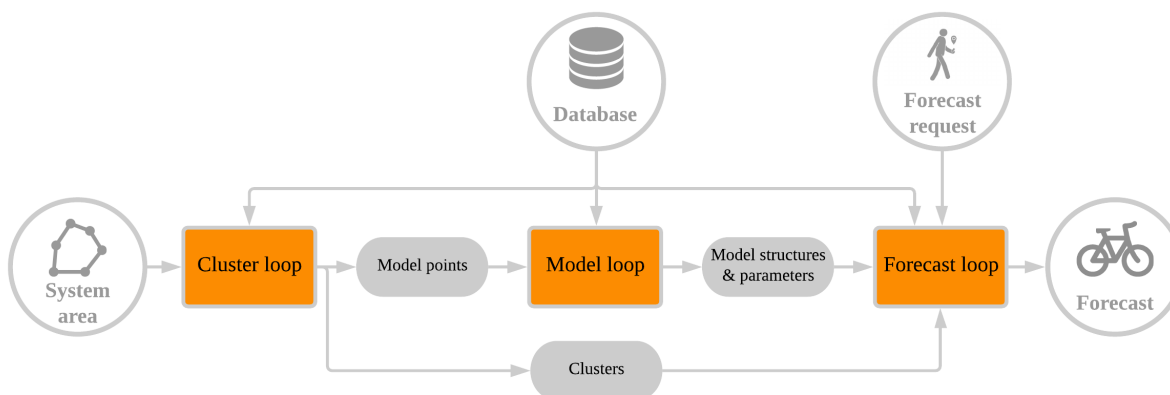 Database
Forecast
request
System
area
Cluster loop
Model points
Model loop
Model structures
& parameters
Forecast loop
Forecast
Clusters